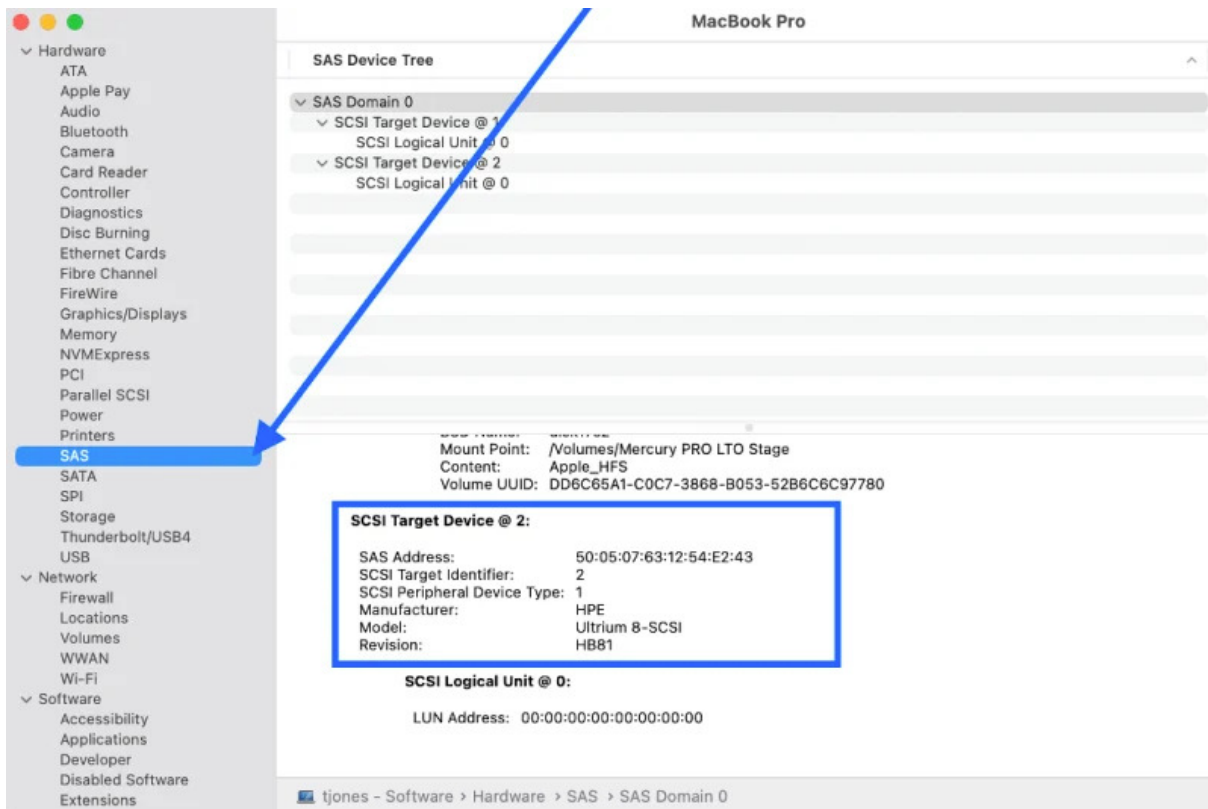 MacBook Pro
Hardware
ATA
Apple Pay
Audio
Bluetooth
Camera
Card Reader
Controller
Diagnostics
Disc Burning
Ethernet Cards
Fibre Channel
FireWire
Graphics/Displays
Memory
NVMExpress
PCI
Parallel SCSI
Power
Printers
SAS
SATA
SPI
Storage
Thunderbolt/USB4
USB
Network
Firewall
Locations
Volumes
WWAN
Wi-Fi
Software
Accessibility
Applications
Developer
Disabled Software
Extensions
SAS Device Tree
SAS Domain 0
SCSI Target Device @ 1
SCSI Logical Unit @ 0
SCSI Target Device @ 2
SCSI Logical Unit @ 0
Mount Point: /Volumes/Mercury PRO LTO Stage
Content: Apple_HFS
Volume UUID: DD6C65A1-C0C7-3868-B053-52B6C6C97780
SCSI Target Device @ 2:
SAS Address: 50:05:07:63:12:54:E2:43
SCSI Target Identifier: 2
SCSI Peripheral Device Type: 1
Manufacturer: HPE
Model: Ultrium 8-SCSI
Revision: HB81
SCSI Logical Unit @ 0:
LUN Address: 00:00:00:00:00:00:00:00
tjones - Software › Hardware › SAS › SAS Domain 0